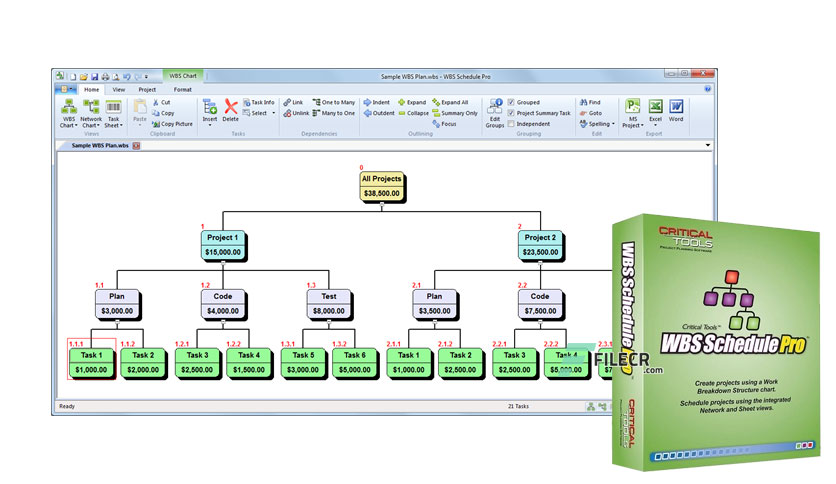 WBS Chart
Sample WBS Plan.wbs - WBS Schedule Pro
Home View Project Format
WBS Chart Network Chart Task Sheet
Views
Paste
Cut
Copy
Copy Picture
Clipboard
Insert Delete
Task Info
Select
Tasks
Link One to Many
Unlink Many to One
Dependencies
Indent Expand Expand All
Outdent Collapse Summary Only
Focus
Outlining
Edit Groups
Grouped
Project Summary Task
Independent
Grouping
Find
Goto
Spelling
Edit
MS Project Excel Word
Export
Sample WBS Plan.wbs
0
All Projects
$38,500.00
1 2
Project 1 Project 2
$15,000.00 $23,500.00
1.1 1.2 1.3 2.1 2.2
Plan Code Test Plan Code
$3,000.00 $4,000.00 $8,000.00 $3,500.00 $7,500.00
1.1.1 1.1.2 1.2.1 1.2.2 1.3.1 1.3.2 2.1.1 2.1.2 2.2.1 2.2.2 2.3.1
Task 1 Task 2 Task 3 Task 4 Task 5 Task 6 Task 1 Task 2 Task 3 Task 4
$1,000.00 $2,000.00 $2,500.00 $1,500.00 $3,000.00 $5,000.00 $1,000.00 $2,500.00 $2,500.00 $5,000.00
FILECR
.com
Ready 21 Tasks
CRITICAL
TOOLS
PROJECT PLANNING SOFTWARE
Critical Tools™
WBS Schedule Pro
Create projects using a Work
Breakdown Structure chart.
Schedule projects using the integrated
Network and Sheet views.
WBS Schedule Pro
CRITICAL
TOOLS